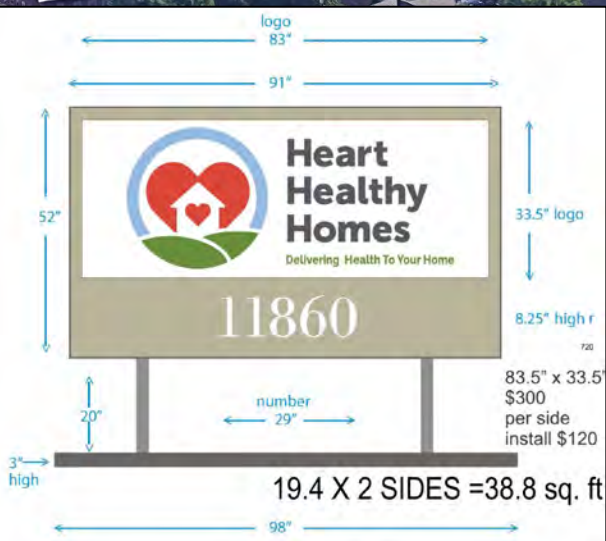 logo
83"
91"
52"
Heart
Healthy
Homes
Delivering Health To Your Home
33.5" logo
11860
8.25" high r
720
83.5" x 33.5"
$300
per side
install $120
20"
number
29"
3"
high
19.4 X 2 SIDES =38.8 sq. ft
98"